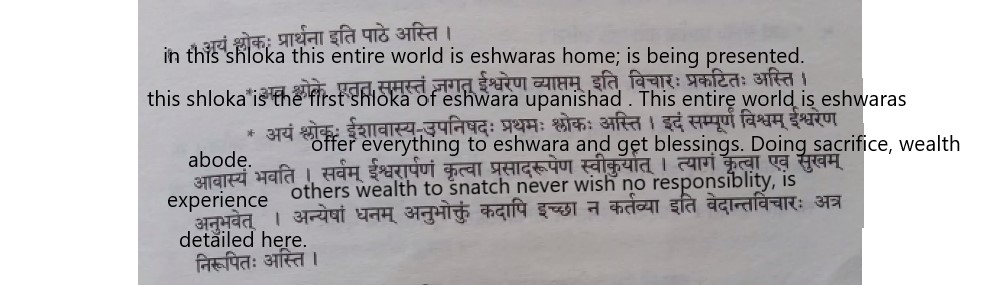 * अयं श्लोकः प्रार्थना इति पाठे अस्ति ।
in this shloka this entire world is eshwaras home; is being presented.
* अत्र श्लोके एतत् समस्तं जगत् ईश्वरेण व्याप्तम् इति विचारः प्रकटितः अस्ति ।
this shloka is the first shloka of eshwara upanishad . This entire world is eshwaras
* अयं श्लोकः ईशावास्य-उपनिषदः प्रथमः श्लोकः अस्ति । इदं सम्पूर्णं विश्वम् ईश्वरेण
offer everything to eshwara and get blessings. Doing sacrifice, wealth
abode.
आवास्यं भवति । सर्वम् ईश्वरार्पणं कृत्वा प्रसादरूपेण स्वीकुर्यात् । त्यागं कृत्वा एव सुखम्
others wealth to snatch never wish no responsiblity, is
experience
अनुभवेत् । अन्येषां धनम् अनुभोक्तुं कदापि इच्छा न कर्तव्या इति वेदान्तविचारः अत्र
detailed here.
निरूपितः अस्ति ।